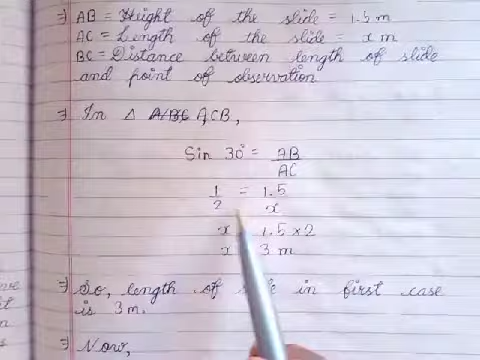 ⇒ AB = Height of the slide = 1.5 m
AC = Length of the slide = x m
BC = Distance between length of slide
and point of observation
⇒ In Δ ACB,
Sin 30° = AB
AC
1 = 1.5
2 x
x 1.5 × 2
x 3 m
⇒ So, length of slide in first case
is 3 m.
⇒ Now,